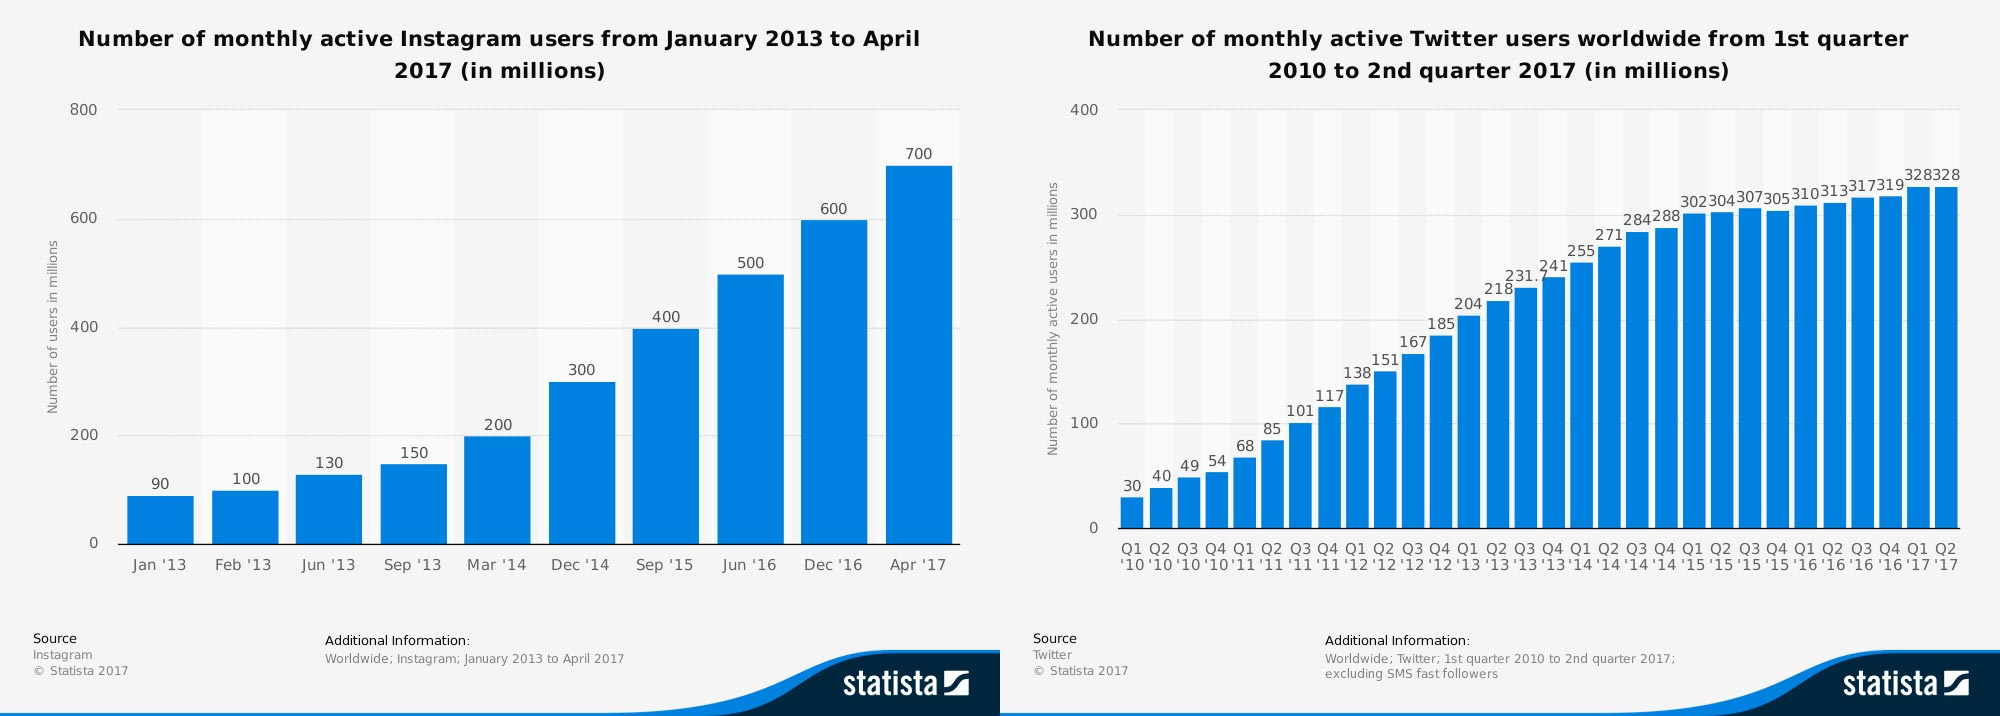 Number of monthly active Instagram users from January 2013 to April
2017 (in millions)
800
600
400
200
0
Number of users in millions
90
100
130
150
200
300
400
500
600
700
Jan '13 Feb '13 Jun '13 Sep '13 Mar '14 Dec '14 Sep '15 Jun '16 Dec '16 Apr '17
Source
Instagram
© Statista 2017
Additional Information:
Worldwide; Instagram; January 2013 to April 2017
statista
Number of monthly active Twitter users worldwide from 1st quarter
2010 to 2nd quarter 2017 (in millions)
400
300
200
100
0
Number of monthly active users in millions
30
40
49
54
68
85
101
117
138
151
167
185
204
218
231.7
241
255
271
284
288
302
304
307
305
310
313
317
319
328
328
Q1 Q2 Q3 Q4 Q1 Q2 Q3 Q4 Q1 Q2 Q3 Q4 Q1 Q2 Q3 Q4 Q1 Q2 Q3 Q4 Q1 Q2 Q3 Q4 Q1 Q2 Q3 Q4 Q1 Q2
'10 '10 '10 '10 '11 '11 '11 '11 '12 '12 '12 '12 '13 '13 '13 '13 '14 '14 '14 '14 '15 '15 '15 '15 '16 '16 '16 '16 '17 '17
Source
Twitter
© Statista 2017
Additional Information:
Worldwide; Twitter; 1st quarter 2010 to 2nd quarter 2017;
excluding SMS fast followers
statista